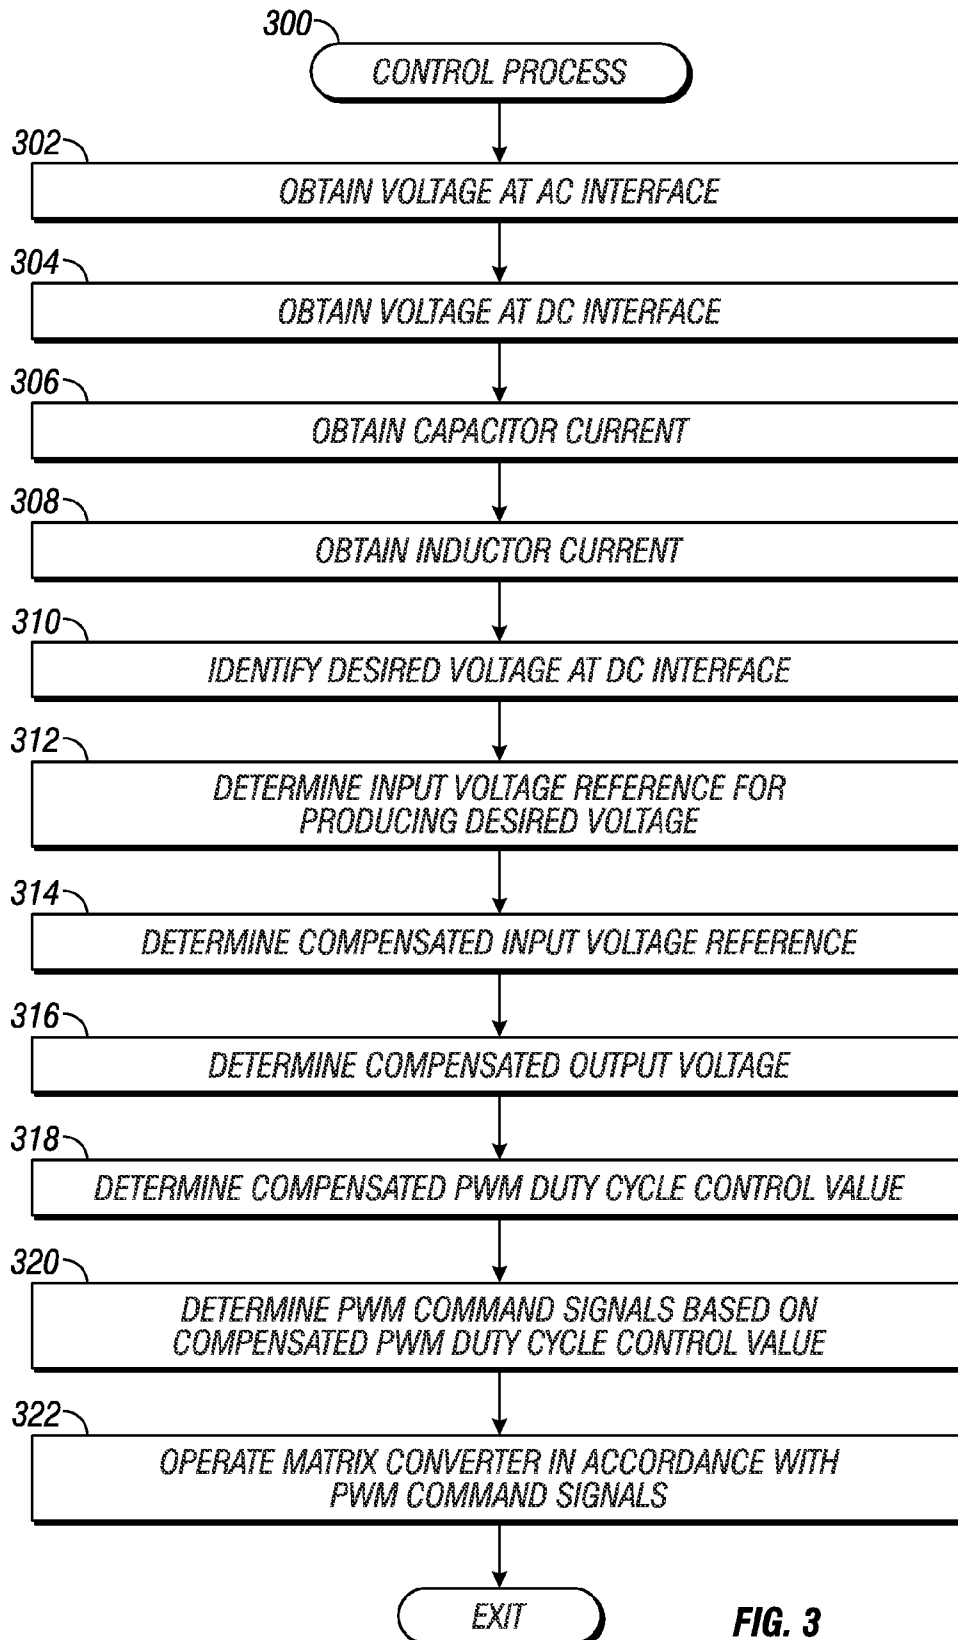 300
CONTROL PROCESS
302
OBTAIN VOLTAGE AT AC INTERFACE
304
OBTAIN VOLTAGE AT DC INTERFACE
306
OBTAIN CAPACITOR CURRENT
308
OBTAIN INDUCTOR CURRENT
310
IDENTIFY DESIRED VOLTAGE AT DC INTERFACE
312
DETERMINE INPUT VOLTAGE REFERENCE FOR
PRODUCING DESIRED VOLTAGE
314
DETERMINE COMPENSATED INPUT VOLTAGE REFERENCE
316
DETERMINE COMPENSATED OUTPUT VOLTAGE
318
DETERMINE COMPENSATED PWM DUTY CYCLE CONTROL VALUE
320
DETERMINE PWM COMMAND SIGNALS BASED ON
COMPENSATED PWM DUTY CYCLE CONTROL VALUE
322
OPERATE MATRIX CONVERTER IN ACCORDANCE WITH
PWM COMMAND SIGNALS
EXIT
FIG. 3